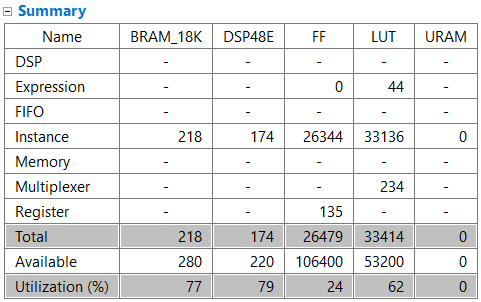 Summary
Name BRAM_18K DSP48E FF LUT URAM
DSP - - - - -
Expression - - 0 44 -
FIFO - - - - -
Instance 218 174 26344 33136 0
Memory - - - - -
Multiplexer - - - 234 -
Register - - 135 - -
Total 218 174 26479 33414 0
Available 280 220 106400 53200 0
Utilization (%) 77 79 24 62 0